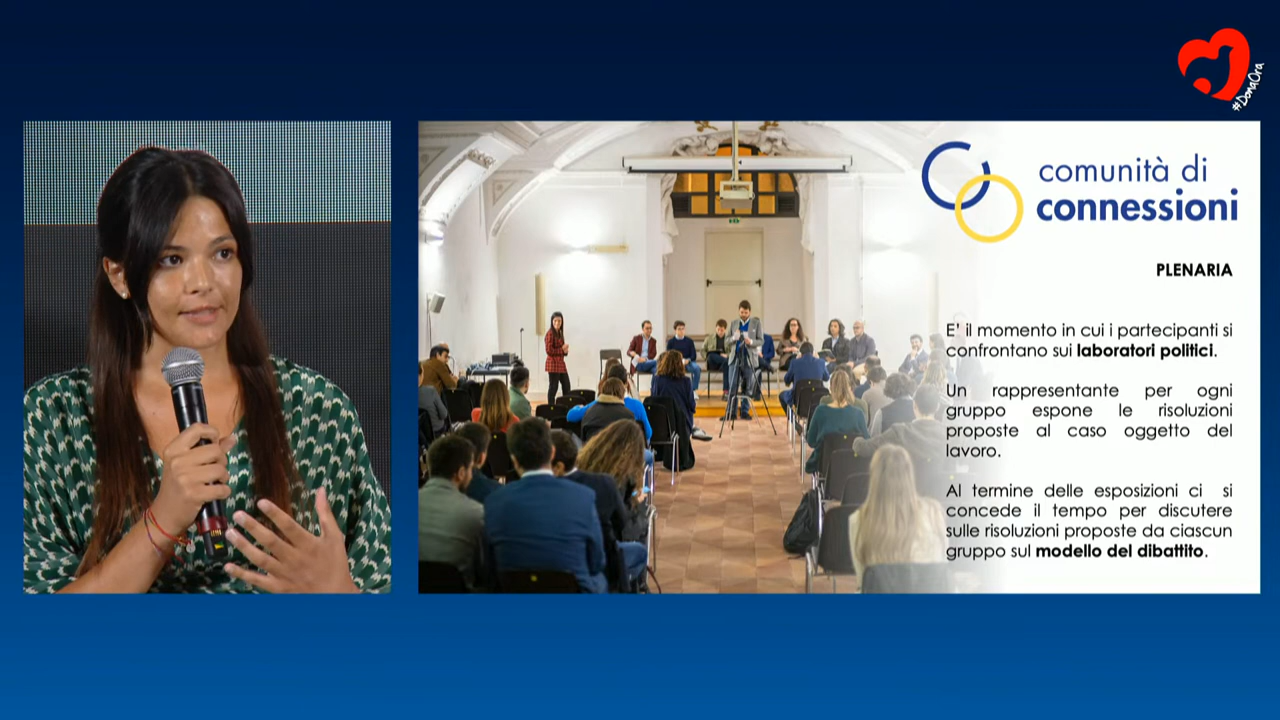 #DonaOra
comunità di
connessioni
PLENARIA
E' il momento in cui i partecipanti si
confrontano sui laboratori politici.
Un rappresentante per ogni
gruppo espone le risoluzioni
proposte al caso oggetto del
lavoro.
Al termine delle esposizioni ci si
concede il tempo per discutere
sulle risoluzioni proposte da ciascun
gruppo sul modello del dibattito.